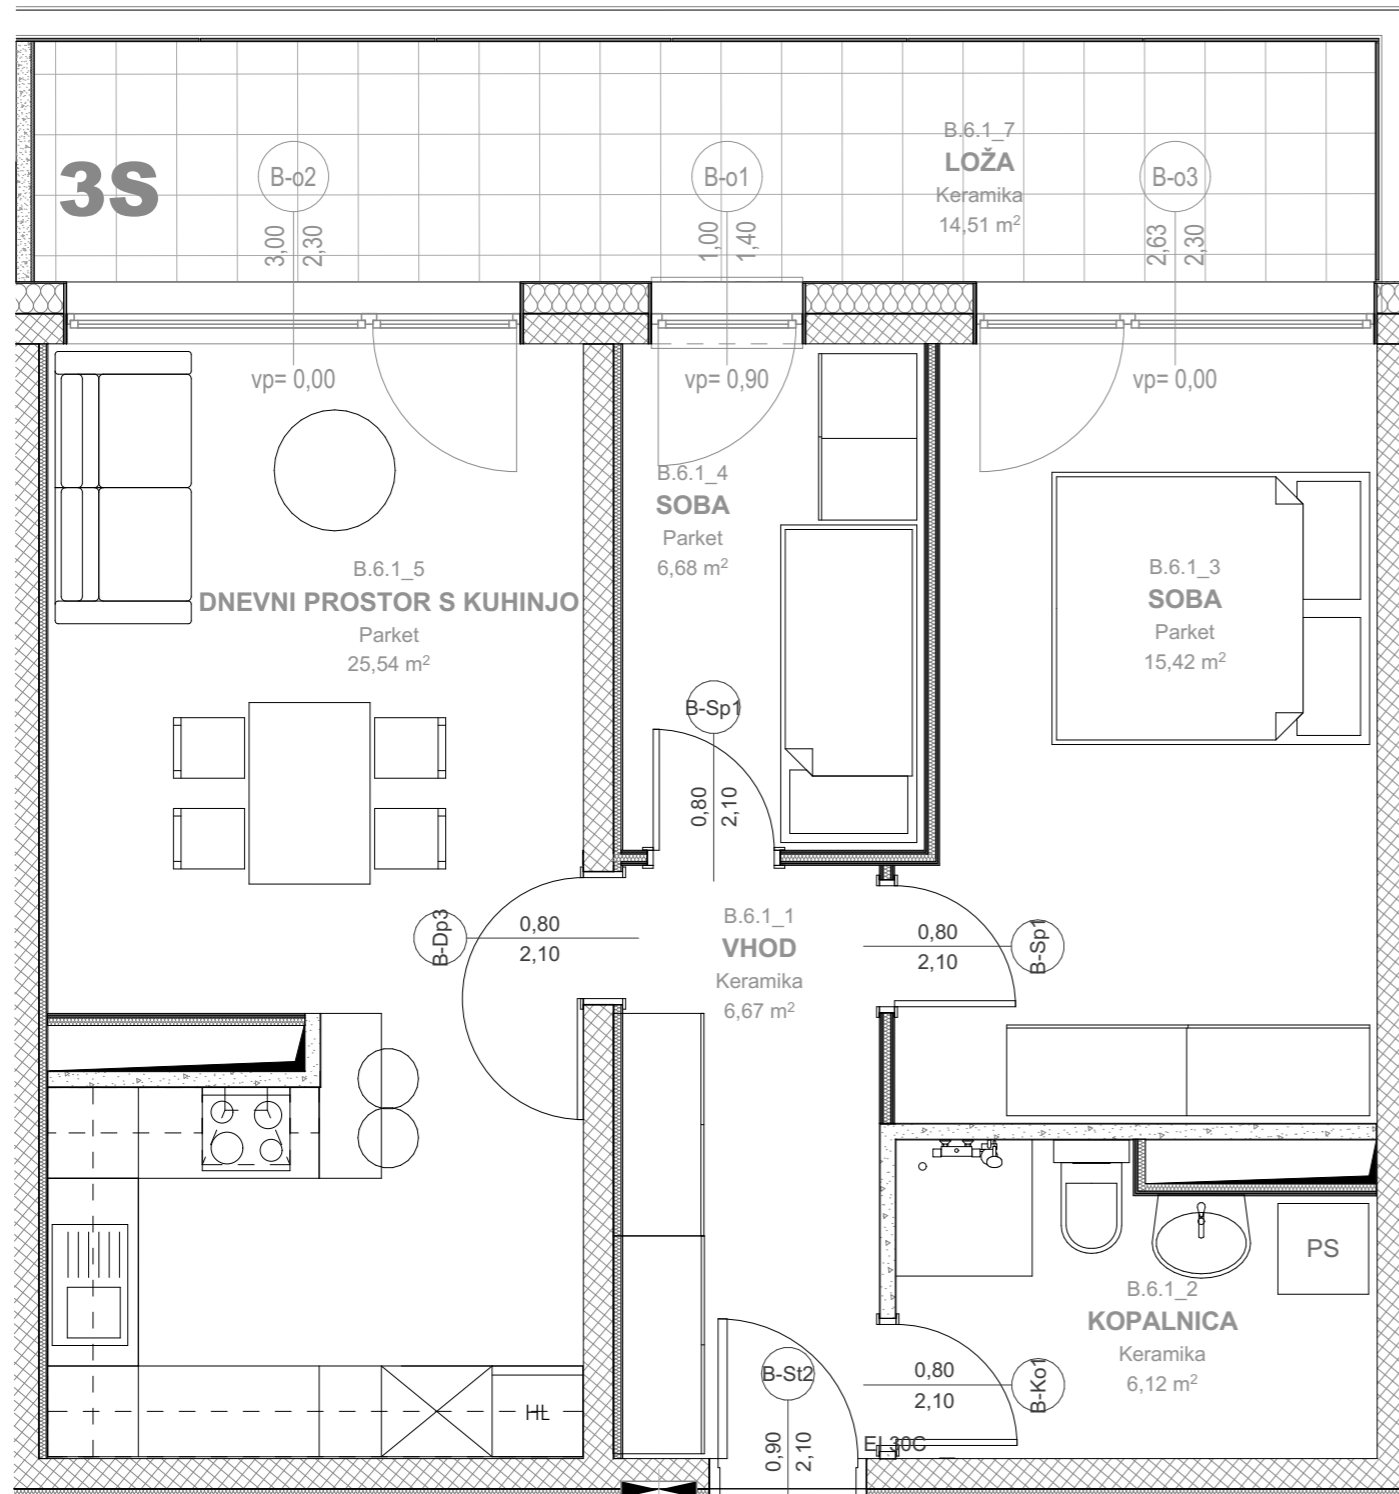 3S
B-o2
3,00
2,30
B-o1
1,00
1,40
B.6.1_7
LOŽA
Keramika
14,51 m²
B-o3
2,63
2,30
vp= 0,00
vp= 0,90
vp= 0,00
B.6.1_4
SOBA
Parket
6,68 m²
B.6.1_5
DNEVNI PROSTOR S KUHINJO
Parket
25,54 m²
B.6.1_3
SOBA
Parket
15,42 m²
B-Sp1
0,80
2,10
B-Dp3
0,80
2,10
B.6.1_1
VHOD
Keramika
6,67 m²
0,80
2,10
B-Sp1
PS
B.6.1_2
KOPALNICA
Keramika
6,12 m²
B-St2
0,90
2,10
0,80
2,10
B-Ko1
EI 30C
HL